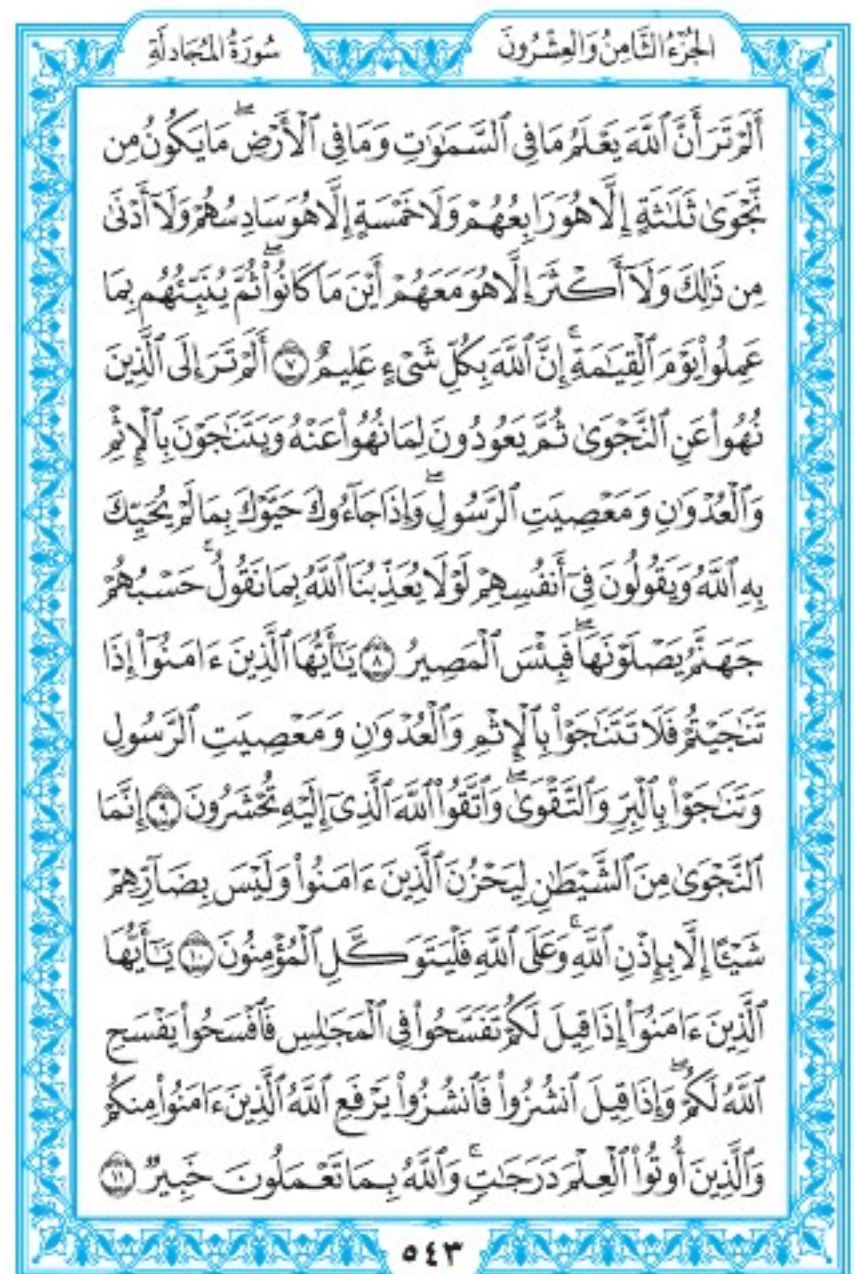 الجُزْءُ الثَّامِنُ وَالعِشْرُونَ
سُورَةُ المُجَادلَةِ
أَلَمْ تَرَ أَنَّ ٱللَّهَ يَعْلَمُ مَا فِى ٱلسَّمَٰوَٰتِ وَمَا فِى ٱلْأَرْضِۖ مَا يَكُونُ مِن
نَّجْوَىٰ ثَلَٰثَةٍ إِلَّا هُوَ رَابِعُهُمْ وَلَا خَمْسَةٍ إِلَّا هُوَ سَادِسُهُمْ وَلَآ أَدْنَىٰ
مِن ذَٰلِكَ وَلَآ أَكْثَرَ إِلَّا هُوَ مَعَهُمْ أَيْنَ مَا كَانُوا۟ۖ ثُمَّ يُنَبِّئُهُم بِمَا
عَمِلُوا۟ يَوْمَ ٱلْقِيَٰمَةِۚ إِنَّ ٱللَّهَ بِكُلِّ شَىْءٍ عَلِيمٌ ٧ أَلَمْ تَرَ إِلَى ٱلَّذِينَ
نُهُوا۟ عَنِ ٱلنَّجْوَىٰ ثُمَّ يَعُودُونَ لِمَا نُهُوا۟ عَنْهُ وَيَتَنَٰجَوْنَ بِٱلْإِثْمِ
وَٱلْعُدْوَٰنِ وَمَعْصِيَتِ ٱلرَّسُولِۖ وَإِذَا جَآءُوكَ حَيَّوْكَ بِمَا لَمْ يُحَيِّكَ
بِهِ ٱللَّهُ وَيَقُولُونَ فِىٓ أَنفُسِهِمْ لَوْلَا يُعَذِّبُنَا ٱللَّهُ بِمَا نَقُولُۚ حَسْبُهُمْ
جَهَنَّمُ يَصْلَوْنَهَاۖ فَبِئْسَ ٱلْمَصِيرُ ٨ يَٰٓأَيُّهَا ٱلَّذِينَ ءَامَنُوٓا۟ إِذَا
تَنَٰجَيْتُمْ فَلَا تَتَنَٰجَوْا۟ بِٱلْإِثْمِ وَٱلْعُدْوَٰنِ وَمَعْصِيَتِ ٱلرَّسُولِ
وَتَنَٰجَوْا۟ بِٱلْبِرِّ وَٱلتَّقْوَىٰۖ وَٱتَّقُوا۟ ٱللَّهَ ٱلَّذِىٓ إِلَيْهِ تُحْشَرُونَ ٩ إِنَّمَا
ٱلنَّجْوَىٰ مِنَ ٱلشَّيْطَٰنِ لِيَحْزُنَ ٱلَّذِينَ ءَامَنُوا۟ وَلَيْسَ بِضَآرِّهِمْ
شَيْـًٔا إِلَّا بِإِذْنِ ٱللَّهِۚ وَعَلَى ٱللَّهِ فَلْيَتَوَكَّلِ ٱلْمُؤْمِنُونَ ١٠ يَٰٓأَيُّهَا
ٱلَّذِينَ ءَامَنُوٓا۟ إِذَا قِيلَ لَكُمْ تَفَسَّحُوا۟ فِى ٱلْمَجَٰلِسِ فَٱفْسَحُوا۟ يَفْسَحِ
ٱللَّهُ لَكُمْۖ وَإِذَا قِيلَ ٱنشُزُوا۟ فَٱنشُزُوا۟ يَرْفَعِ ٱللَّهُ ٱلَّذِينَ ءَامَنُوا۟ مِنكُمْ
وَٱلَّذِينَ أُوتُوا۟ ٱلْعِلْمَ دَرَجَٰتٍۚ وَٱللَّهُ بِمَا تَعْمَلُونَ خَبِيرٌ ١١
٥٤٣